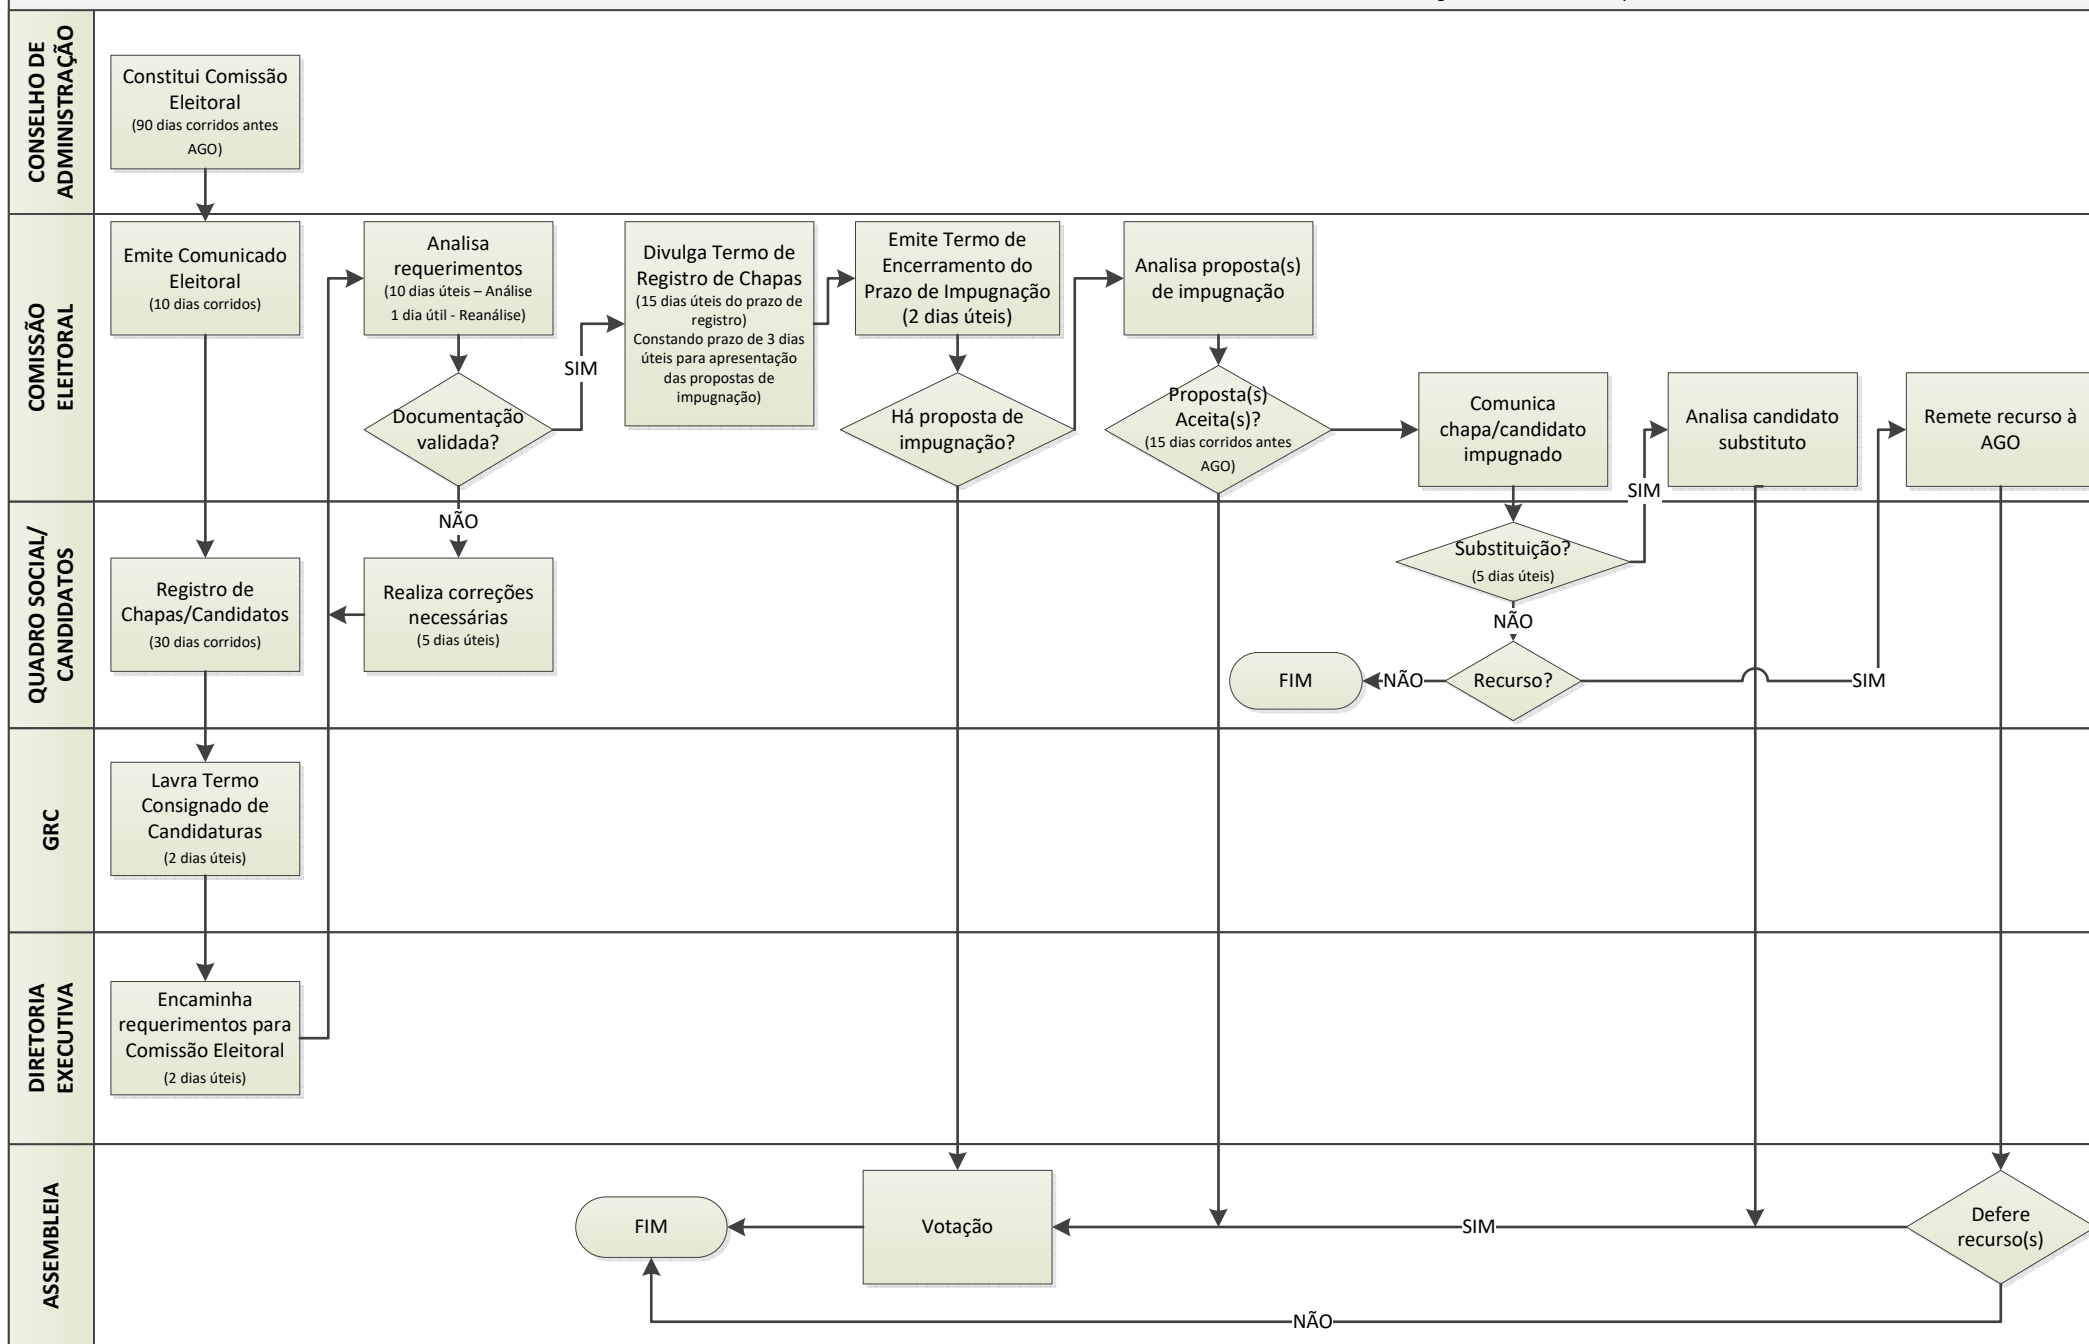 CONSELHO DE
ADMINISTRAÇÃO
Constitui Comissão
Eleitoral
(90 dias corridos antes
AGO)
COMISSÃO
ELEITORAL
Emite Comunicado
Eleitoral
(10 dias corridos)
Analisa
requerimentos
(10 dias úteis – Análise
1 dia útil - Reanálise)
Documentação
validada?
SIM
Divulga Termo de
Registro de Chapas
(15 dias úteis do prazo de
registro)
Constando prazo de 3 dias
úteis para apresentação
das propostas de
impugnação)
Emite Termo de
Encerramento do
Prazo de Impugnação
(2 dias úteis)
Há proposta de
impugnação?
Analisa proposta(s)
de impugnação
Proposta(s)
Aceita(s)?
(15 dias corridos antes
AGO)
Comunica
chapa/candidato
impugnado
SIM
Analisa candidato
substituto
Remete recurso à
AGO
QUADRO SOCIAL/
CANDIDATOS
Registro de
Chapas/Candidatos
(30 dias corridos)
NÃO
Realiza correções
necessárias
(5 dias úteis)
Substituição?
(5 dias úteis)
NÃO
FIM
NÃO
Recurso?
SIM
GRC
Lavra Termo
Consignado de
Candidaturas
(2 dias úteis)
DIRETORIA
EXECUTIVA
Encaminha
requerimentos para
Comissão Eleitoral
(2 dias úteis)
ASSEMBLEIA
FIM
Votação
SIM
Defere
recurso(s)
NÃO